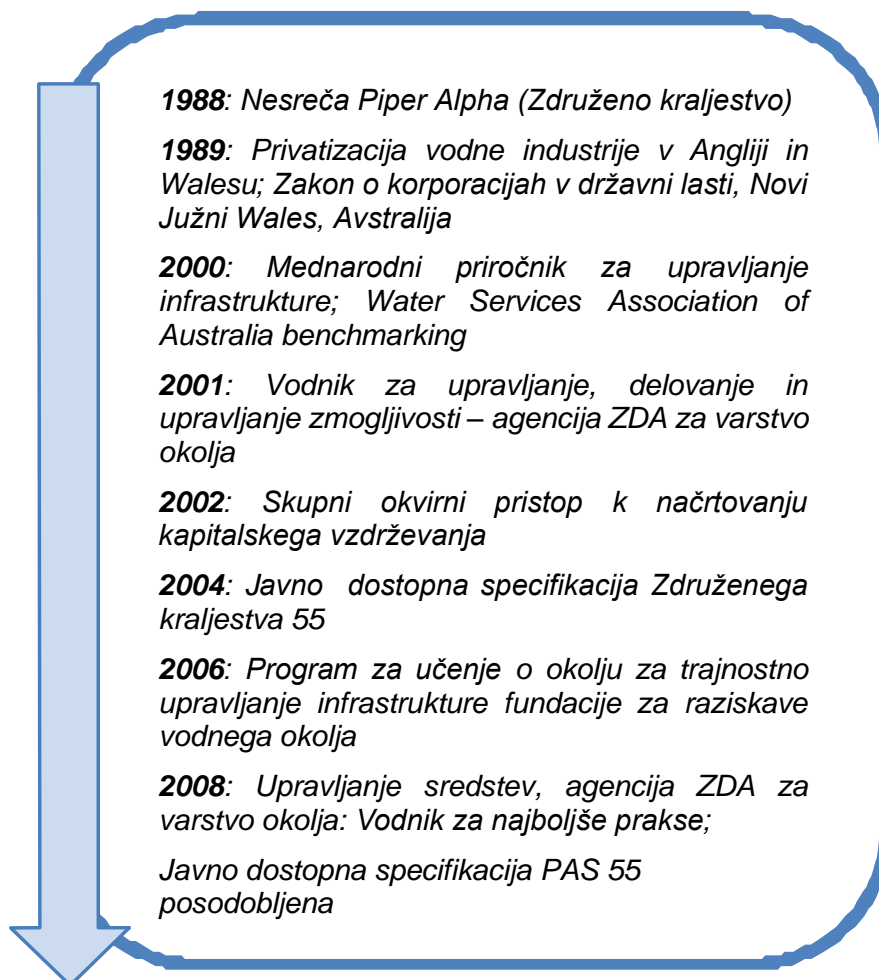 1988: Nesreča Piper Alpha (Združeno kraljestvo)
1989: Privatizacija vodne industrije v Angliji in
Walesu; Zakon o korporacijah v državni lasti, Novi
Južni Wales, Avstralija
2000: Mednarodni priročnik za upravljanje
infrastrukture; Water Services Association of
Australia benchmarking
2001: Vodnik za upravljanje, delovanje in
upravljanje zmogljivosti – agencija ZDA za varstvo
okolja
2002: Skupni okvirni pristop k načrtovanju
kapitalskega vzdrževanja
2004: Javno dostopna specifikacija Združenega
kraljestva 55
2006: Program za učenje o okolju za trajnostno
upravljanje infrastrukture fundacije za raziskave
vodnega okolja
2008: Upravljanje sredstev, agencija ZDA za
varstvo okolja: Vodnik za najboljše prakse;
Javno dostopna specifikacija PAS 55
posodobljena